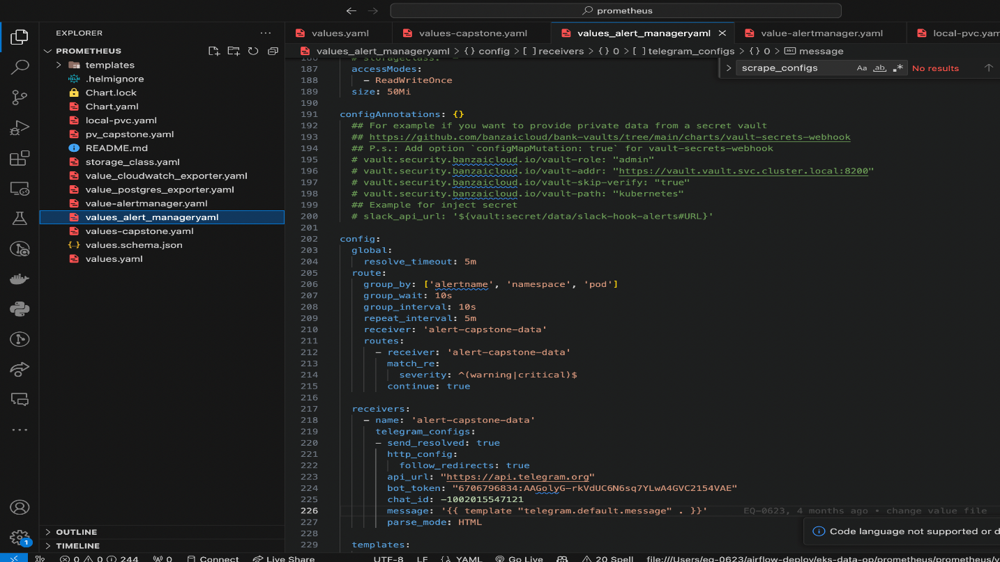 prometheus
EXPLORER
PROMETHEUS
templates
.helmignore
Chart.lock
Chart.yaml
local-pvc.yaml
pv_capstone.yaml
README.md
storage_class.yaml
value_cloudwatch_exporter.yaml
value_postgres_exporter.yaml
value-alertmanager.yaml
values_alert_manageryaml
values-capstone.yaml
values.schema.json
values.yaml
OUTLINE
TIMELINE
values.yaml values-capstone.yaml values_alert_manageryaml value-alertmanager.yaml local-pvc.yam
values_alert_manageryaml > {} config > [ ] receivers > {} 0 > [ ] telegram_configs > {} 0 > abc message
scrape_configs Aa ab .* No results
186 # storageClass: "-"
187 accessModes:
188 - ReadWriteOnce
189 size: 50Mi
190
191 configAnnotations: {}
192 ## For example if you want to provide private data from a secret vault
193 ## https://github.com/banzaicloud/bank-vaults/tree/main/charts/vault-secrets-webhook
194 ## P.s.: Add option `configMapMutation: true` for vault-secrets-webhook
195 # vault.security.banzaicloud.io/vault-role: "admin"
196 # vault.security.banzaicloud.io/vault-addr: "https://vault.vault.svc.cluster.local:8200"
197 # vault.security.banzaicloud.io/vault-skip-verify: "true"
198 # vault.security.banzaicloud.io/vault-path: "kubernetes"
199 ## Example for inject secret
200 # slack_api_url: '${vault:secret/data/slack-hook-alerts#URL}'
201
202 config:
203 global:
204 resolve_timeout: 5m
205 route:
206 group_by: ['alertname', 'namespace', 'pod']
207 group_wait: 10s
208 group_interval: 10s
209 repeat_interval: 5m
210 receiver: 'alert-capstone-data'
211 routes:
212 - receiver: 'alert-capstone-data'
213 match_re:
214 severity: ^(warning|critical)$
215 continue: true
216
217 receivers:
218 - name: 'alert-capstone-data'
219 telegram_configs:
220 - send_resolved: true
221 http_config:
222 follow_redirects: true
223 api_url: "https://api.telegram.org"
224 bot_token: "6706796834:AAGolyG-rkVdUC6N6sq7YLwA4GVC2154VAE"
225 chat_id: -1002015547121
226 message: '{{ template "telegram.default.message" . }}' EQ-0623, 4 months ago • change value file
227 parse_mode: HTML
228
229 templates:
Code language not supported or d
1
0 0 244 0 Connect Live Share UTF-8 LF YAML Go Live 20 Spell file:///Users/eq-0623/airflow-deploy/eks-data-op/prometheus/prometheus/v